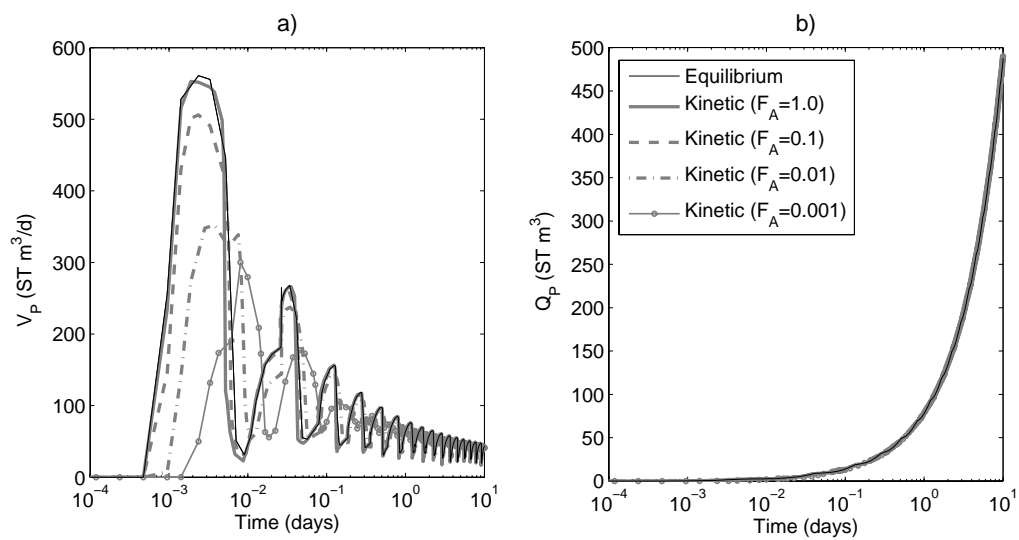 a)
600
500
400
300
200
100
0
V_P (ST m^3/d)
10^-4
10^-3
10^-2
10^-1
10^0
10^1
Time (days)
b)
500
450
400
350
300
250
200
150
100
50
0
Q_P (ST m^3)
Equilibrium
Kinetic (F_A=1.0)
Kinetic (F_A=0.1)
Kinetic (F_A=0.01)
Kinetic (F_A=0.001)
10^-4
10^-3
10^-2
10^-1
10^0
10^1
Time (days)